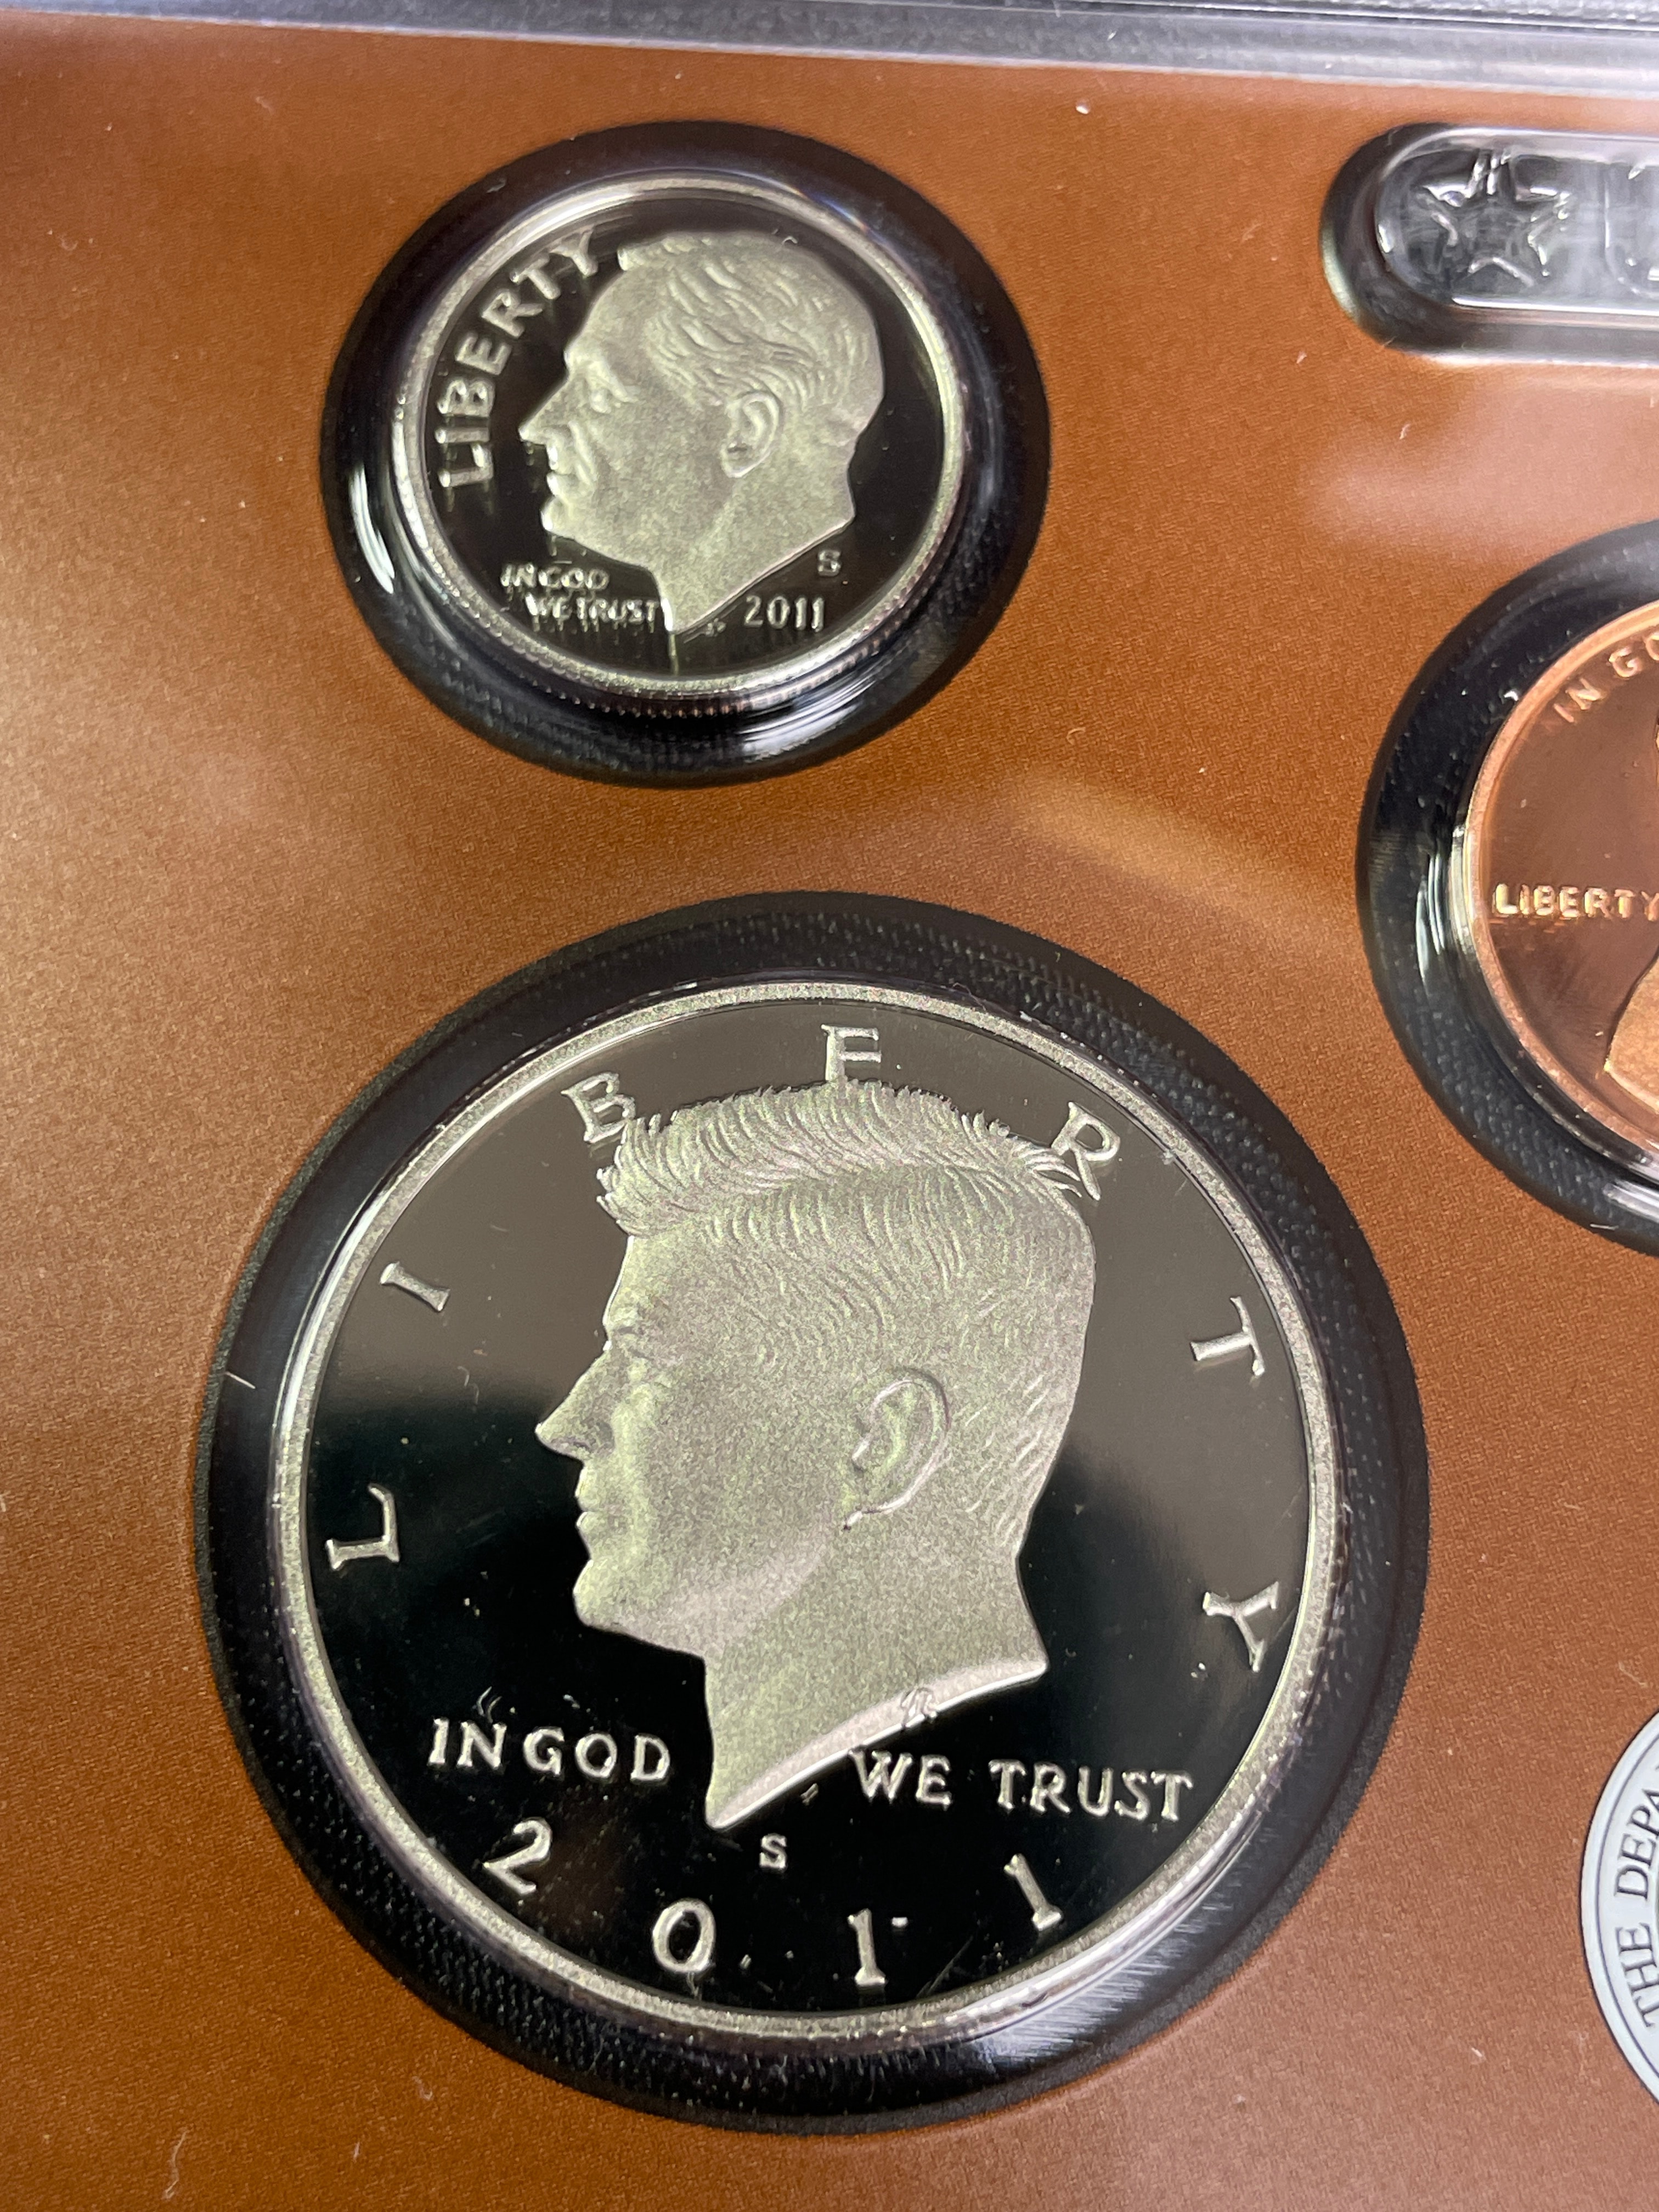 LIBERTY
IN GOD
WE TRUST
S
2011
IN GO
LIBERTY
LIBERTY
IN GOD WE TRUST
S
2011
THE DEPA